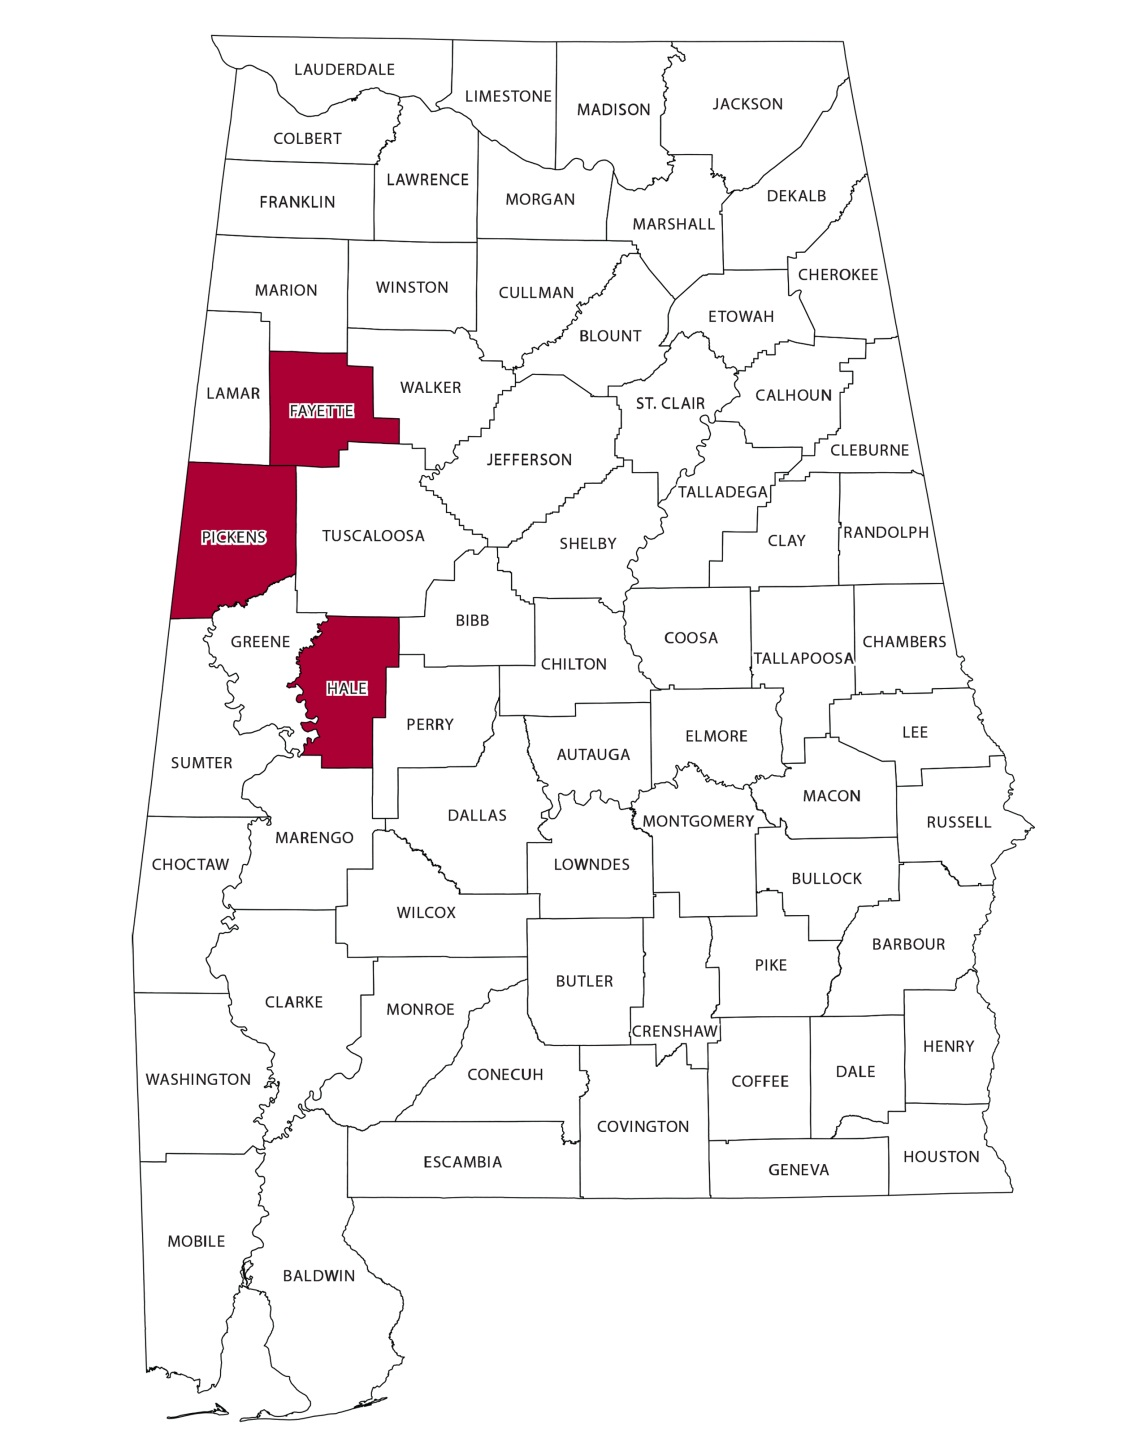 LAUDERDALE
LIMESTONE
MADISON
JACKSON
COLBERT
LAWRENCE
FRANKLIN
MORGAN
DEKALB
MARSHALL
CHEROKEE
MARION
WINSTON
CULLMAN
ETOWAH
BLOUNT
LAMAR
FAYETTE
WALKER
ST. CLAIR
CALHOUN
CLEBURNE
JEFFERSON
TALLADEGA
PICKENS
TUSCALOOSA
SHELBY
CLAY
RANDOLPH
GREENE
BIBB
COOSA
CHAMBERS
TALLAPOOSA
CHILTON
HALE
PERRY
ELMORE
LEE
AUTAUGA
SUMTER
MACON
DALLAS
MONTGOMERY
RUSSELL
MARENGO
CHOCTAW
LOWNDES
BULLOCK
WILCOX
BARBOUR
PIKE
BUTLER
CLARKE
MONROE
CRENSHAW
HENRY
WASHINGTON
CONECUH
COFFEE
DALE
COVINGTON
ESCAMBIA
GENEVA
HOUSTON
MOBILE
BALDWIN